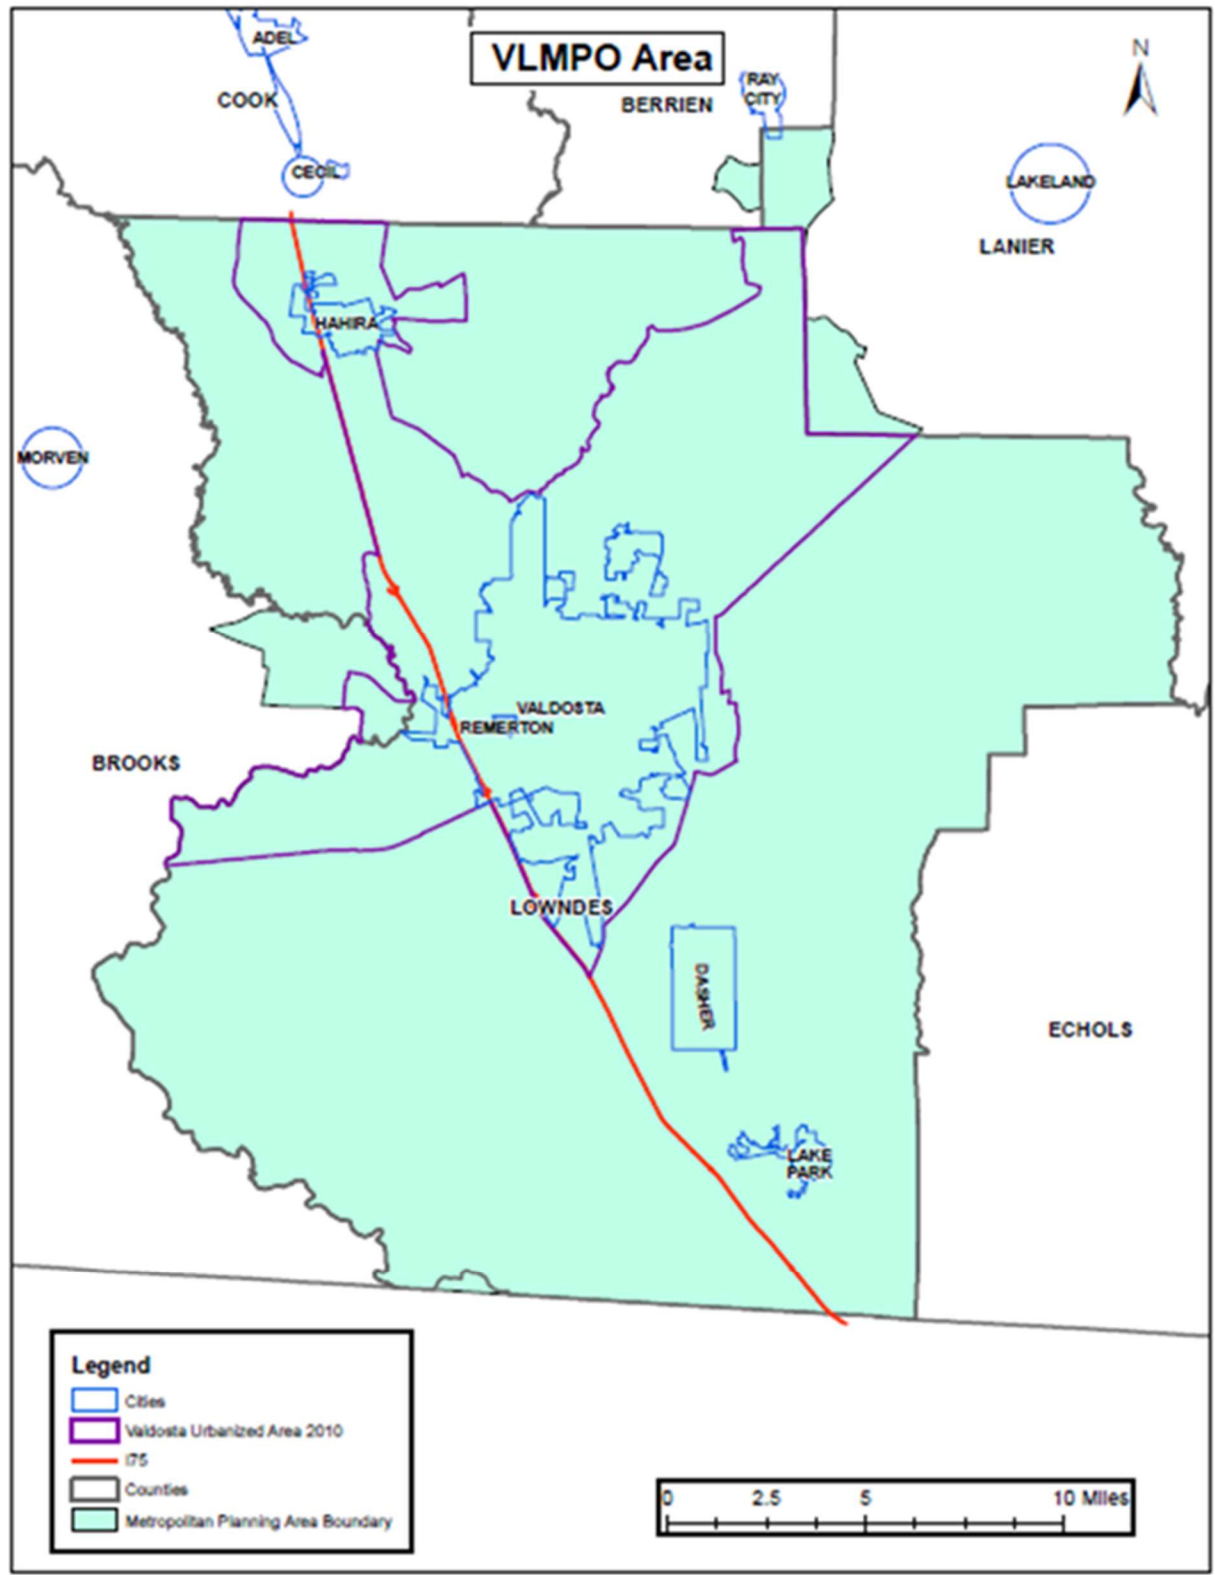 ADEL
VLMPO Area
N
COOK
BERRIEN
RAY
CITY
CECIL
LAKELAND
LANIER
HAHIRA
MORVEN
VALDOSTA
REMERTON
BROOKS
LOWNDES
DASHER
ECHOLS
LAKE
PARK
Legend
Cities
Valdosta Urbanized Area 2010
I75
Counties
Metropolitan Planning Area Boundary
0 2.5 5 10 Miles